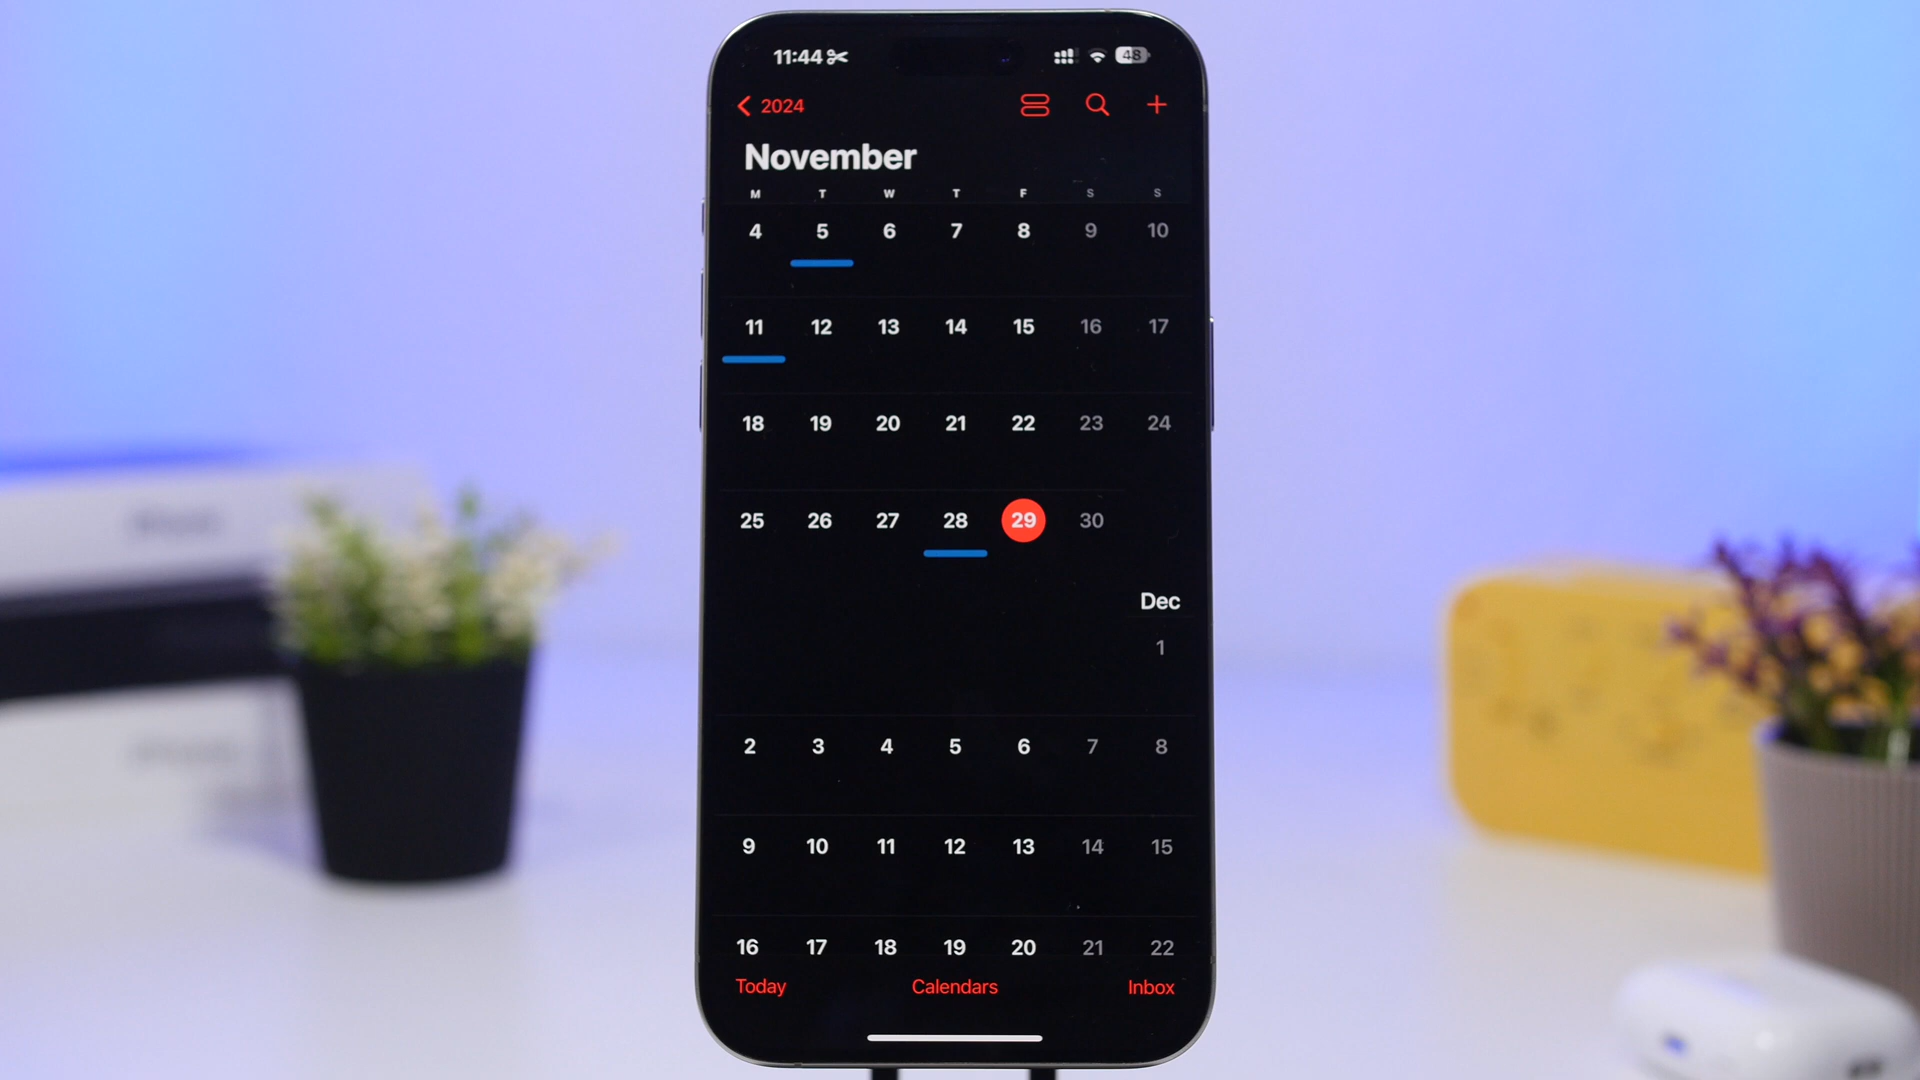 11:44 48
2024
November
M T W T F S S
4 5 6 7 8 9 10
11 12 13 14 15 16 17
18 19 20 21 22 23 24
25 26 27 28 29 30
Dec
1
2 3 4 5 6 7 8
9 10 11 12 13 14 15
16 17 18 19 20 21 22
Today Calendars Inbox